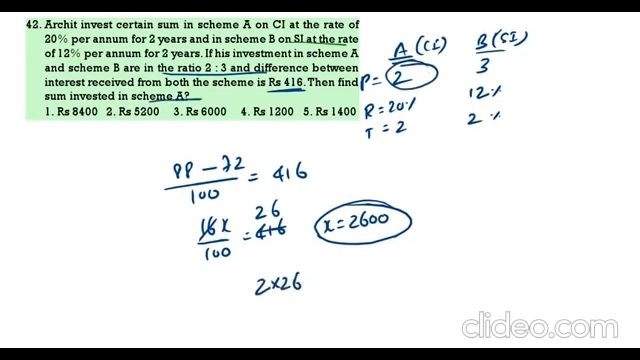 42. Archit invest certain sum in scheme A on CI at the rate of
20% per annum for 2 years and in scheme B on SI at the rate
of 12% per annum for 2 years. If his investment in scheme A
and scheme B are in the ratio 2 : 3 and difference between
interest received from both the scheme is Rs 416. Then find
sum invested in scheme A?
1. Rs 8400 2. Rs 5200 3. Rs 6000 4. Rs 1200 5. Rs 1400
A (CI) B (SI)
P = 2 3
R = 20% 12%
T = 2 2 %
88 - 72
100 = 416
26
16x
100 = 416
x = 2600
2×26
clideo.com